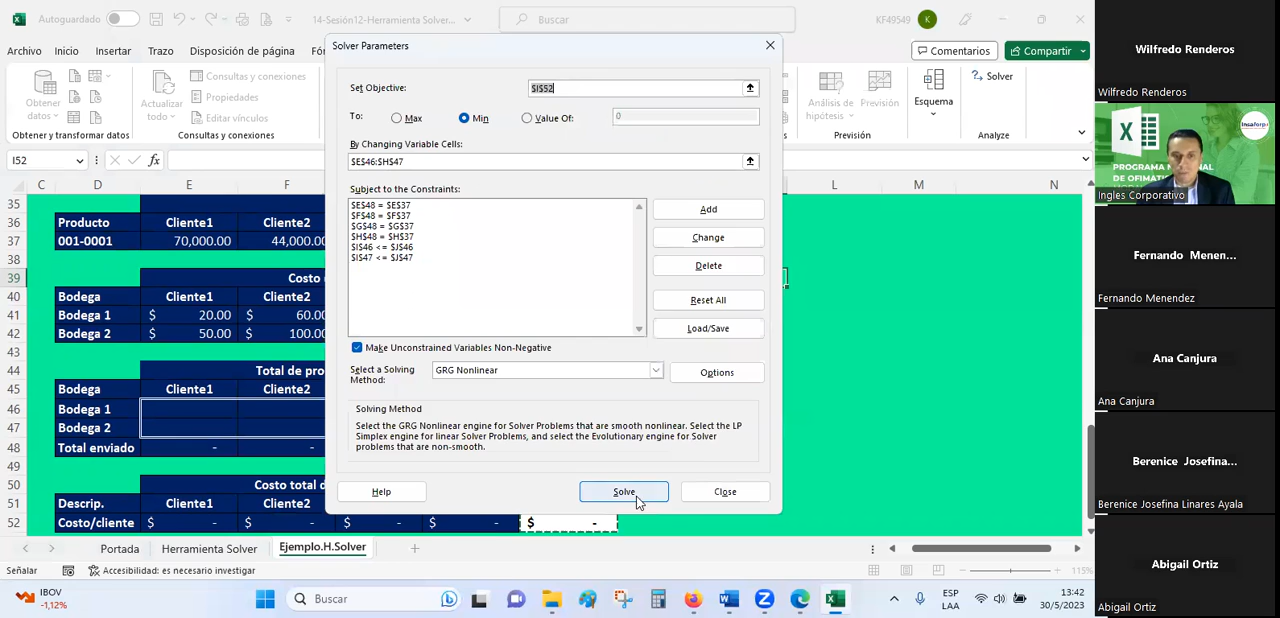 Autoguardado
14-Sesión12-Herramienta Solver...
Buscar
KF49549
K
Archivo
Inicio
Insertar
Trazo
Disposición de página
Comentarios
Compartir
Obtener datos
Actualizar todo
Consultas y conexiones
Propiedades
Editar vínculos
Análisis de hipótesis
Previsión
Esquema
Solver
Obtener y transformar datos
Consultas y conexiones
Previsión
Analyze
I52
fx
C
D
E
F
L
M
N
35
36 Producto Cliente1 Cliente2
37 001-0001 70,000.00 44,000.00
38
39
40 Bodega Cliente1 Cliente2
41 Bodega 1 $ 20.00 $ 60.00
42 Bodega 2 $ 50.00 $ 100.00
43
44
45 Bodega Cliente1 Cliente2
46 Bodega 1
47 Bodega 2
48 Total enviado - -
49
50
51 Descrip. Cliente1 Cliente2
52 Costo/cliente $ - $ - $ - $ - $ -
Solver Parameters
Set Objective:
$I$52
To:
Max
Min
Value Of:
0
By Changing Variable Cells:
$E$46:$H$47
Subject to the Constraints:
$E$48 = $E$37
$F$48 = $F$37
$G$48 = $G$37
$H$48 = $H$37
$I$46 <= $J$46
$I$47 <= $J$47
Add
Change
Delete
Reset All
Load/Save
Make Unconstrained Variables Non-Negative
Select a Solving Method:
GRG Nonlinear
Options
Solving Method
Select the GRG Nonlinear engine for Solver Problems that are smooth nonlinear. Select the LP
Simplex engine for linear Solver Problems, and select the Evolutionary engine for Solver
problems that are non-smooth.
Help
Solve
Close
Portada
Herramienta Solver
Ejemplo.H.Solver
Señalar
Accesibilidad: es necesario investigar
115%
IBOV
-1,12%
Buscar
ESP
LAA
13:42
30/5/2023
Wilfredo Renderos
Wilfredo Renderos
Ingles Corporativo
Fernando Menen...
Fernando Menendez
Ana Canjura
Ana Canjura
Berenice Josefina...
Berenice Josefina Linares Ayala
Abigail Ortiz
Abigail Ortiz